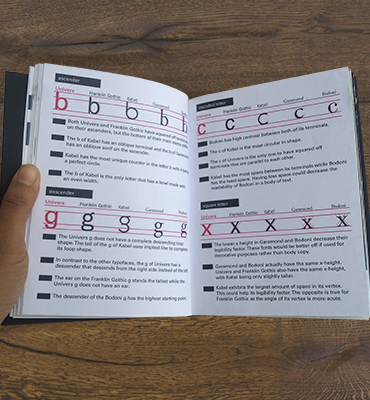 ascender
Univers Franklin Gothic Kabel Garamond Bodoni
b b b b b
Both Univers and Franklin Gothic have squared off
on their ascenders, but the bottom of their main stems
The b of Kabel has an oblique terminal and the b of Garamond
has an oblique serif on the ascender.
Kabel has the most unique counter in the letter b with it being
a perfect circle.
The b of Kabel is the only letter that has a bowl made with
an even width.
descender
Univers Franklin Gothic Kabel Garamond Bodoni
g g g g g
The Univers g does not have a complete descending loop
shape. The tail of the g of Kabel uses implied line to complete
its loop shape.
In contrast to the other typefaces, the g of Univers has a
descender that descends from the right side instead of the left
The ear on the Franklin Gothic g stands the tallest while the
Univers g does not have an ear.
The descender of the Bodoni g has the highest starting point.
rounded letter
Univers Franklin Gothic Kabel Garamond Bodoni
c c c c c
Bodoni has high contrast between both of its terminals.
The c of Kabel is the most circular in shape.
The c of Univers is the only one to have squared off
terminals that are parallel to each other.
Kabel has the most space between its terminals while Bodoni
has the least space. Having less space could decrease the
readability of Bodoni in a body of text.
square letter
Univers Franklin Gothic Kabel Garamond Bodoni
x x x x x
The lower x height in Garamond and Bodoni decrease their
legibility factor. These fonts would be better off if used for
decorative purposes rather than body copy.
Garamond and Bodoni actually have the same x-height.
Univers and Franklin Gothic also have the same x-height,
with Kabel being only slightly taller.
Kabel exhibits the largest amount of space in its vertex.
This could help its legibility factor. The opposite is true for
Franklin Gothic as the angle of its vertex is more acute.